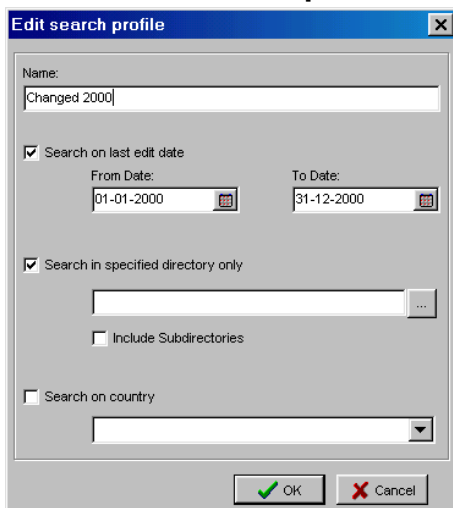 Edit search profile
Name:
Changed 2000
Search on last edit date
From Date: To Date:
01-01-2000 31-12-2000
Search in specified directory only
...
Include Subdirectories
Search on country
OK Cancel